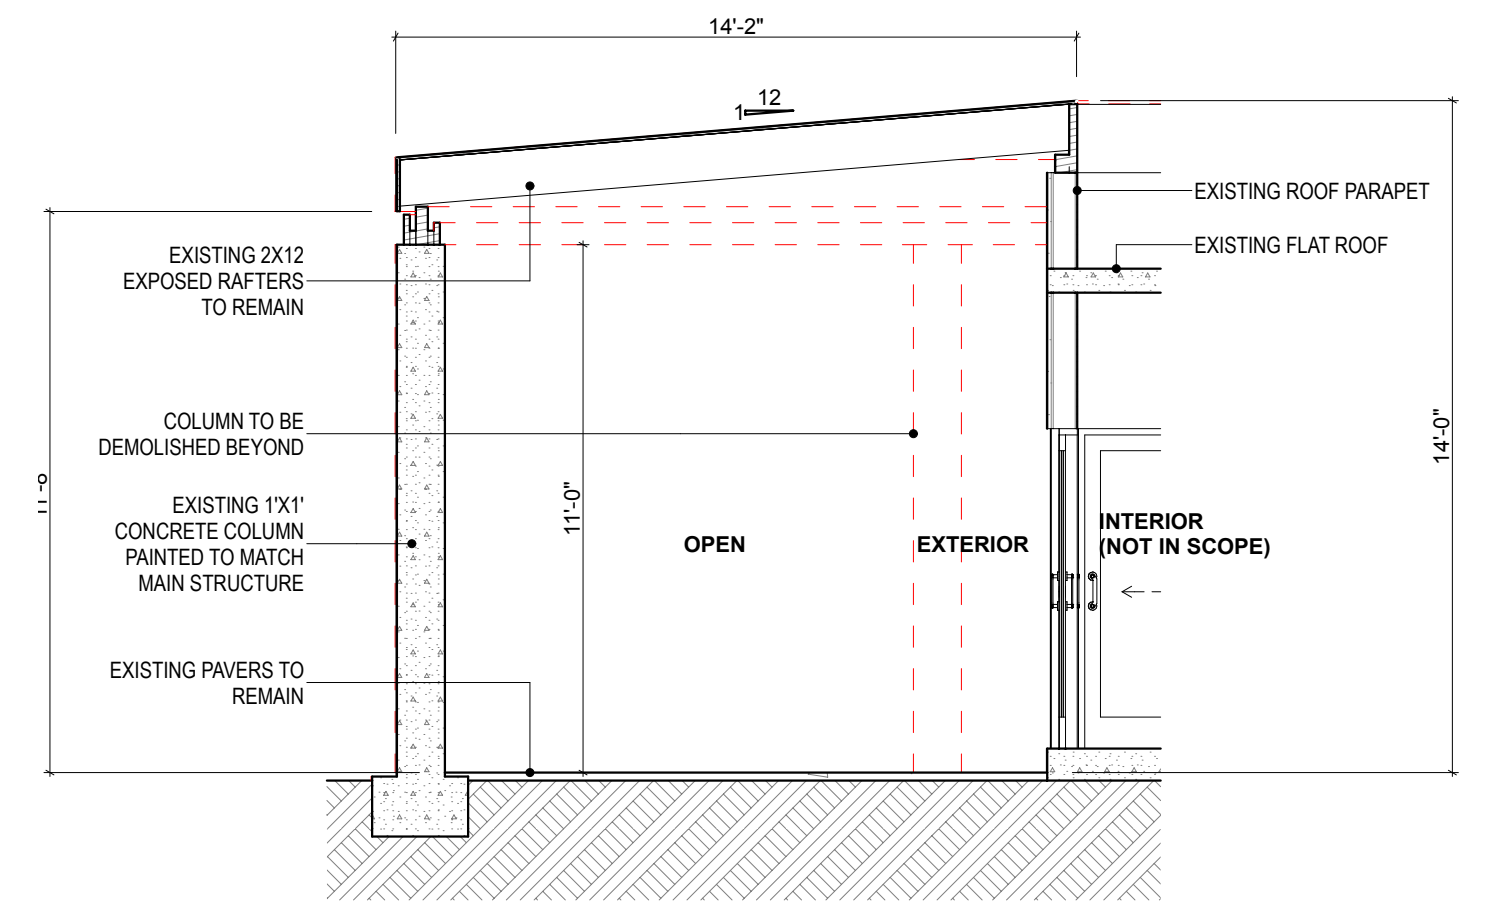 14'-2"
12
1
EXISTING ROOF PARAPET
EXISTING FLAT ROOF
EXISTING 2X12
EXPOSED RAFTERS
TO REMAIN
COLUMN TO BE
DEMOLISHED BEYOND
14'-0"
EXISTING 1'X1'
CONCRETE COLUMN
PAINTED TO MATCH
MAIN STRUCTURE
11'-0"
OPEN
EXTERIOR
INTERIOR
(NOT IN SCOPE)
EXISTING PAVERS TO
REMAIN